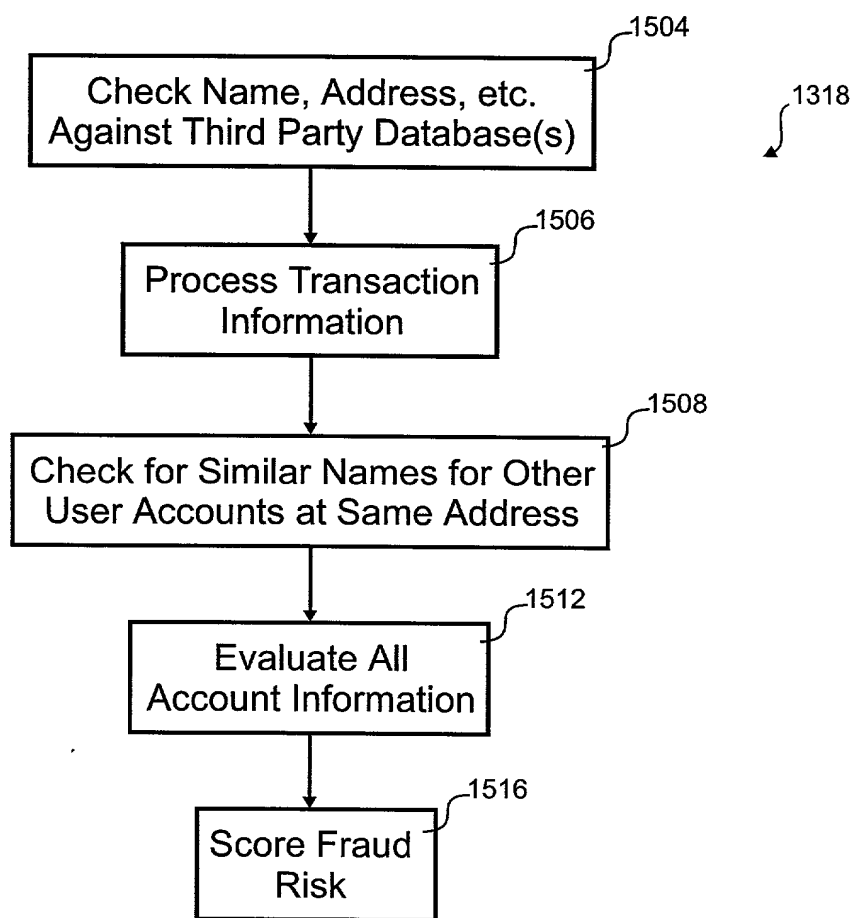 1504
Check Name, Address, etc.
Against Third Party Database(s)
1318
1506
Process Transaction
Information
1508
Check for Similar Names for Other
User Accounts at Same Address
1512
Evaluate All
Account Information
1516
Score Fraud
Risk